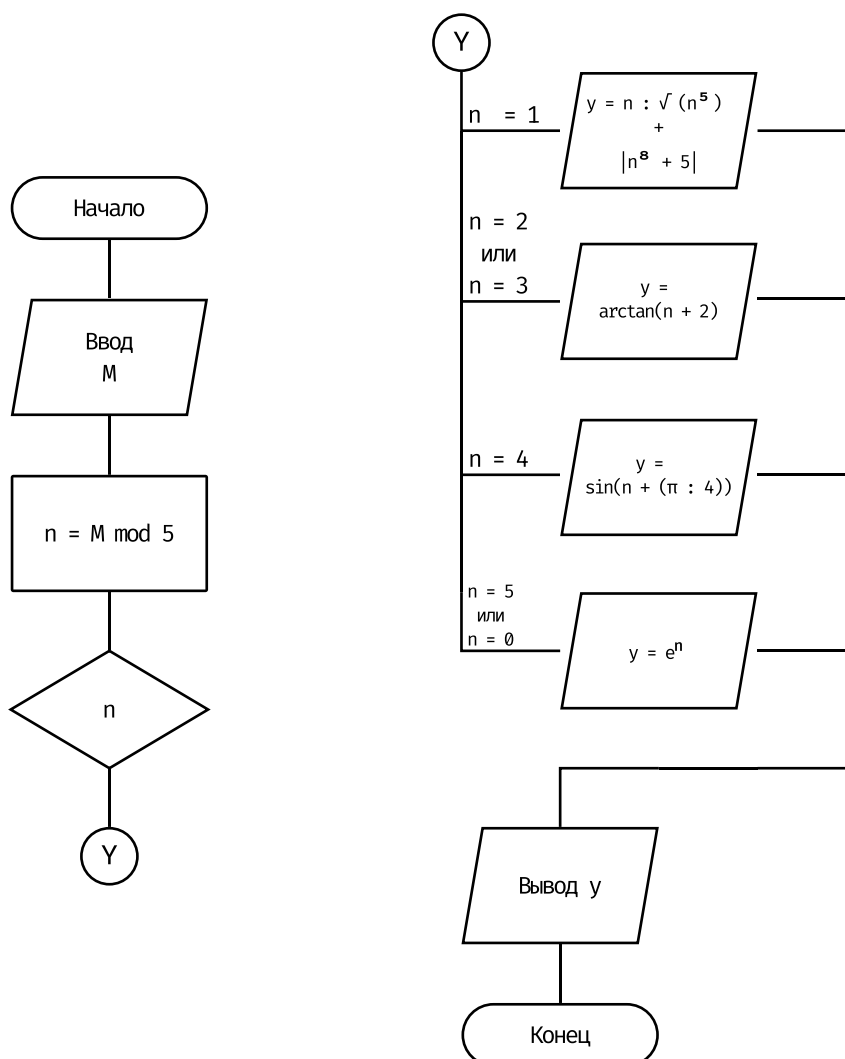 Начало
Ввод
M
n = M mod 5
n
Y
Y
n = 1
y = n : √(n⁵)
+
|n⁸ + 5|
n = 2
или
n = 3
y =
arctan(n + 2)
n = 4
y =
sin(n + (π : 4))
n = 5
или
n = 0
y = eⁿ
Вывод y
Конец